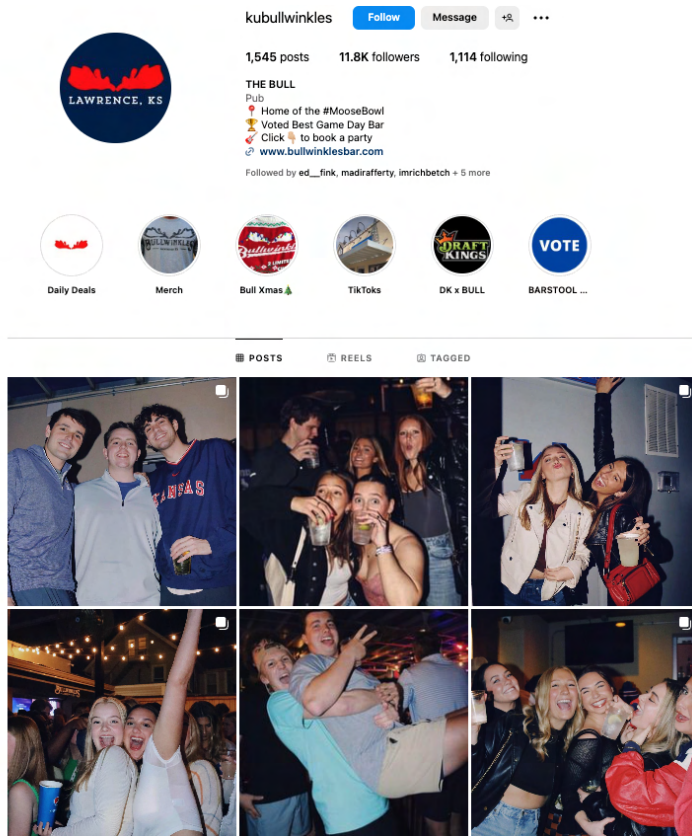 kubullwinkles Follow Message
1,545 posts 11.8K followers 1,114 following
THE BULL
Pub
📍 Home of the #MooseBowl
🏆 Voted Best Game Day Bar
🎸 Click👇🏼 to book a party
www.bullwinklesbar.com
Followed by ed__fink, madirafferty, imrichbetch + 5 more
LAWRENCE, KS
BULLWINKLES
Bullwinkles
DRAFT
KINGS
VOTE
Daily Deals Merch Bull Xmas🎄 TikToks DK x BULL BARSTOOL ...
POSTS REELS TAGGED
KANSAS